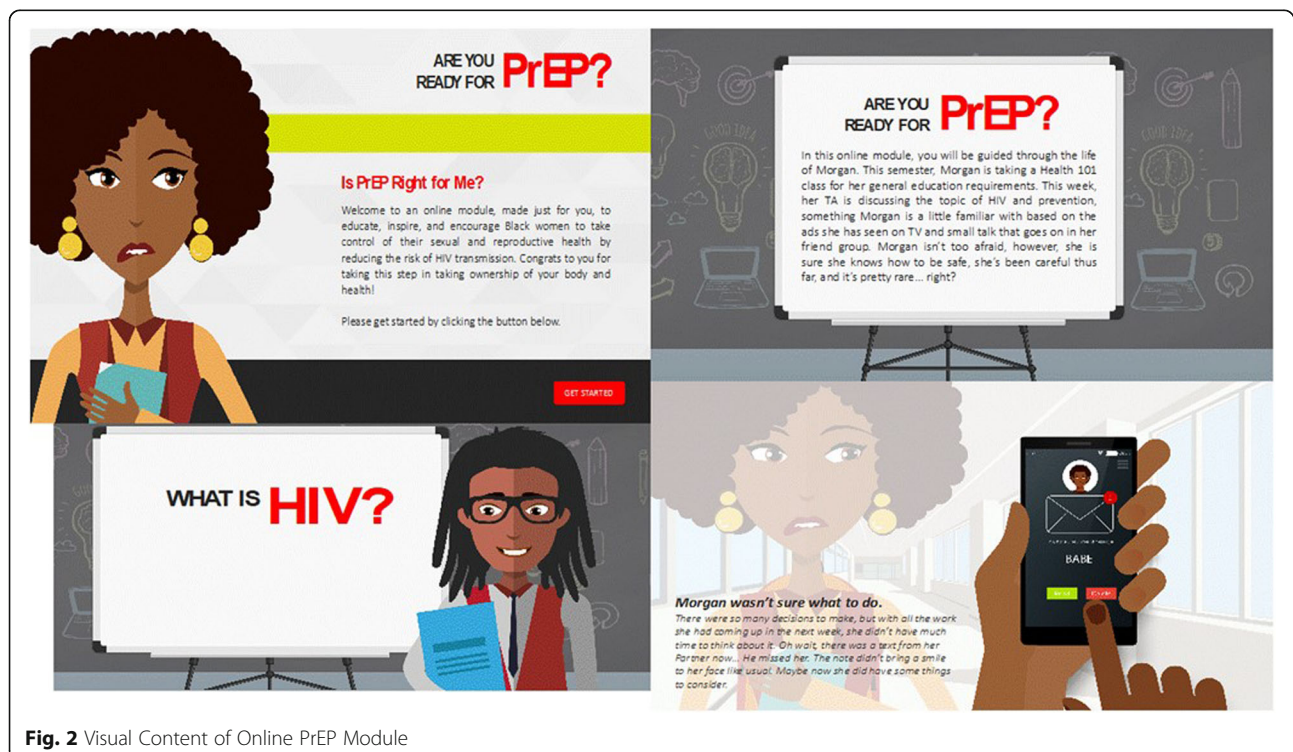 ARE YOU
READY FOR PrEP?
Is PrEP Right for Me?
Welcome to an online module, made just for you, to
educate, inspire, and encourage Black women to take
control of their sexual and reproductive health by
reducing the risk of HIV transmission. Congrats to you for
taking this step in taking ownership of your body and
health!
Please get started by clicking the button below.
GET STARTED
GOOD IDEA
GOOD IDEA
ARE YOU
READY FOR PrEP?
In this online module, you will be guided through the life
of Morgan. This semester, Morgan is taking a Health 101
class for her general education requirements. This week,
her TA is discussing the topic of HIV and prevention,
something Morgan is a little familiar with based on the
ads she has seen on TV and small talk that goes on in her
friend group. Morgan isn't too afraid, however, she is
sure she knows how to be safe, she's been careful thus
far, and it's pretty rare... right?
WHAT IS HIV?
BABE
Morgan wasn't sure what to do.
There were so many decisions to make, but with all the work
she had coming up in the next week, she didn't have much
time to think about it. Oh wait, there was a text from her
Partner now... He missed her. The note didn't bring a smile
to her face like usual. Maybe now she did have some things
to consider.
Fig. 2 Visual Content of Online PrEP Module